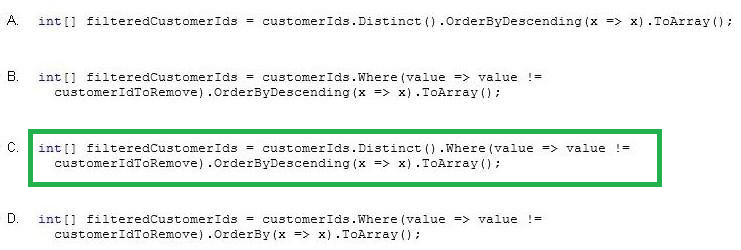 A. int[] filteredCustomerIds = customerIds.Distinct().OrderByDescending(x => x).ToArray();
B. int[] filteredCustomerIds = customerIds.Where(value => value !=
customerIdToRemove).OrderByDescending(x => x).ToArray();
C. int[] filteredCustomerIds = customerIds.Distinct().Where(value => value !=
customerIdToRemove).OrderByDescending(x => x).ToArray();
D. int[] filteredCustomerIds = customerIds.Where(value => value !=
customerIdToRemove).OrderBy(x => x).ToArray();